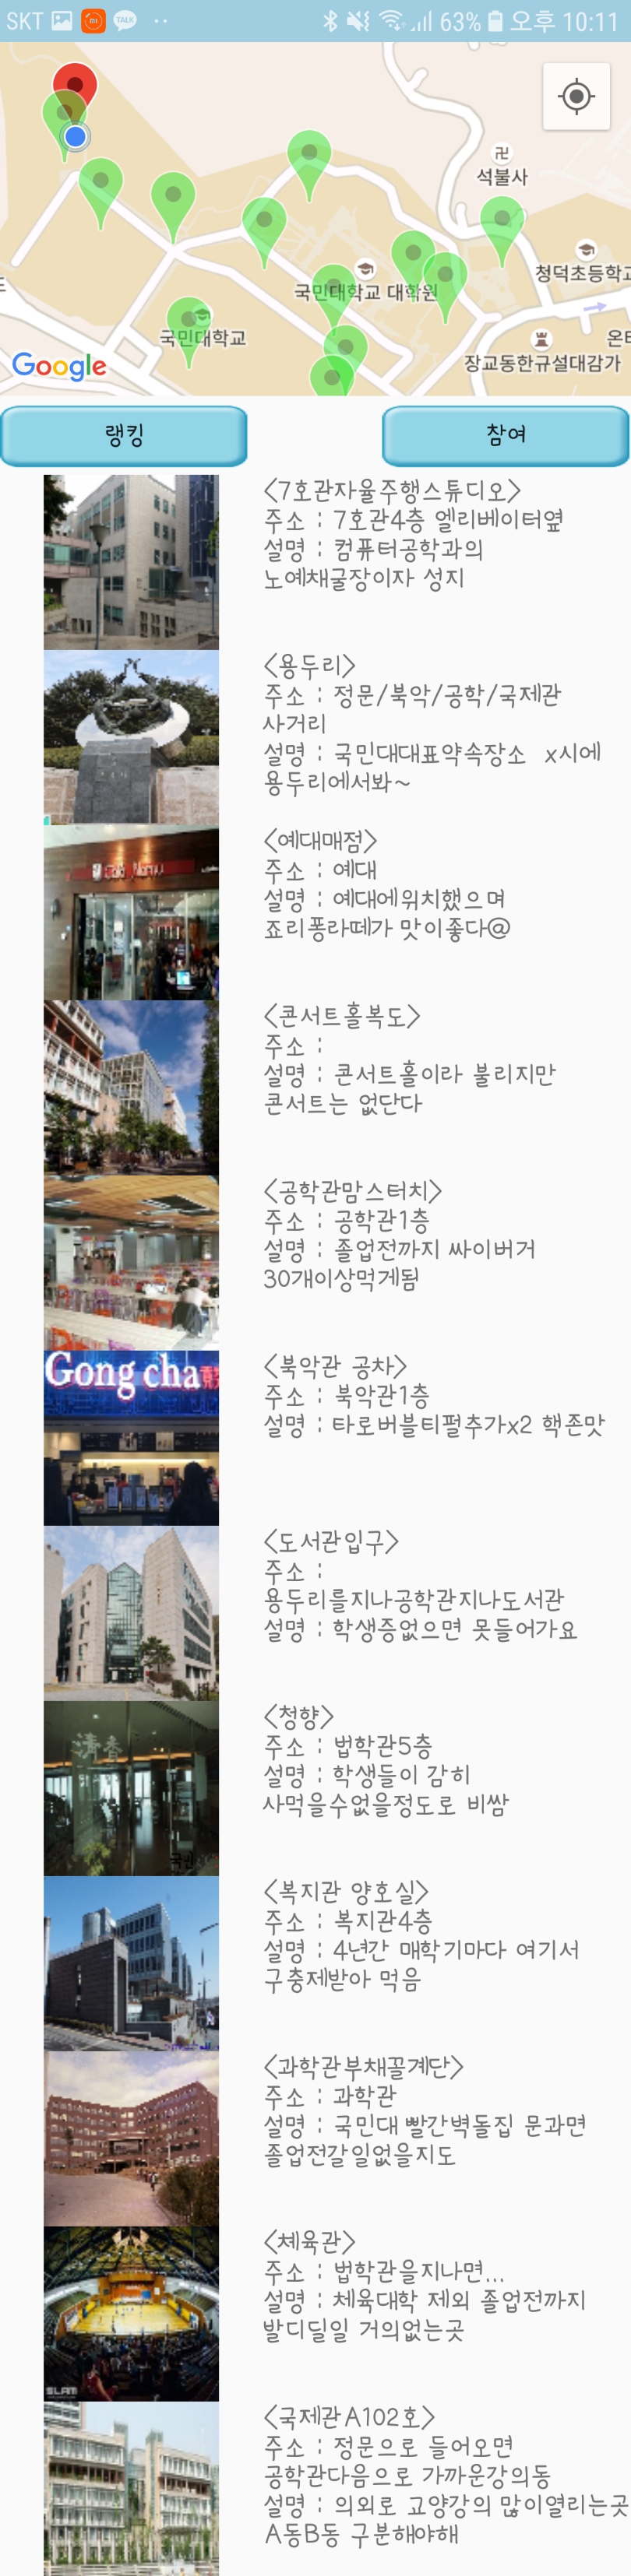 SKT
TALK
63%
오후 10:11
석불사
청덕초등학교
국민대학교 대학원
국민대학교
장교동한규설대감가
Google
랭킹
참여
<7호관자율주행스튜디오>
주소 : 7호관4층 엘리베이터옆
설명 : 컴퓨터공학과의
노예채굴장이자 성지
<용두리>
주소 : 정문/북악/공학/국제관
사거리
설명 : 국민대대표약속장소 x시에
용두리에서봐~
<예대매점>
주소 : 예대
설명 : 예대에위치했으며
죠리퐁라떼가 맛이좋다@
<콘서트홀복도>
주소 :
설명 : 콘서트홀이라 불리지만
콘서트는 없단다
<공학관맘스터치>
주소 : 공학관1층
설명 : 졸업전까지 싸이버거
30개이상먹게됨
Gong cha
<북악관 공차>
주소 : 북악관1층
설명 : 타로버블티펄추가x2 핵존맛
<도서관입구>
주소 :
용두리를지나공학관지나도서관
설명 : 학생증없으면 못들어가요
清香
<청향>
주소 : 법학관5층
설명 : 학생들이 감히
사먹을수없을정도로 비쌈
<복지관 양호실>
주소 : 복지관4층
설명 : 4년간 매학기마다 여기서
구충제받아 먹음
<과학관부채꼴계단>
주소 : 과학관
설명 : 국민대 빨간벽돌집 문과면
졸업전갈일없을지도
<체육관>
주소 : 법학관을지나면...
설명 : 체육대학 제외 졸업전까지
발디딜일 거의없는곳
SLAM
<국제관A102호>
주소 : 정문으로 들어오면
공학관다음으로 가까운강의동
설명 : 의외로 고양강의 많이열리는곳
A동B동 구분해야해